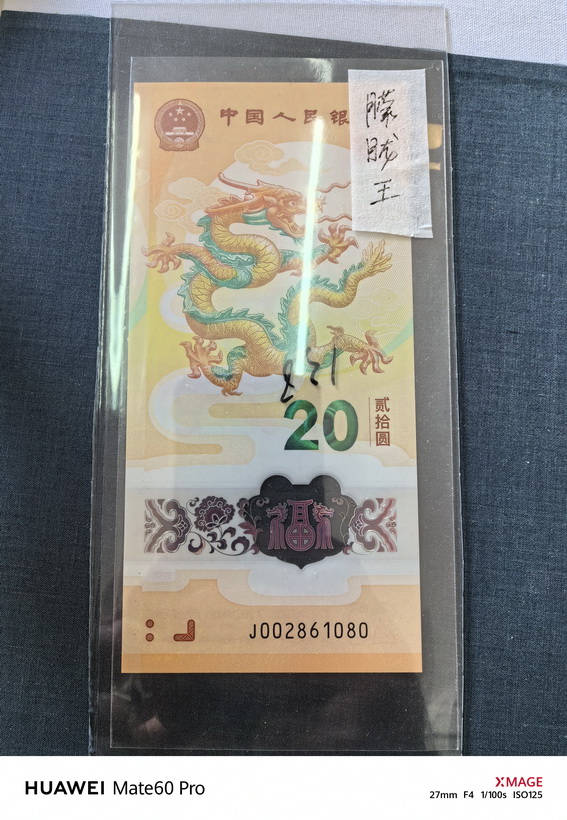 中国人民银
朦
胧
王
20
贰拾圆
福
J002861080
HUAWEI Mate60 Pro
XMAGE
27mm F4 1/100s ISO125